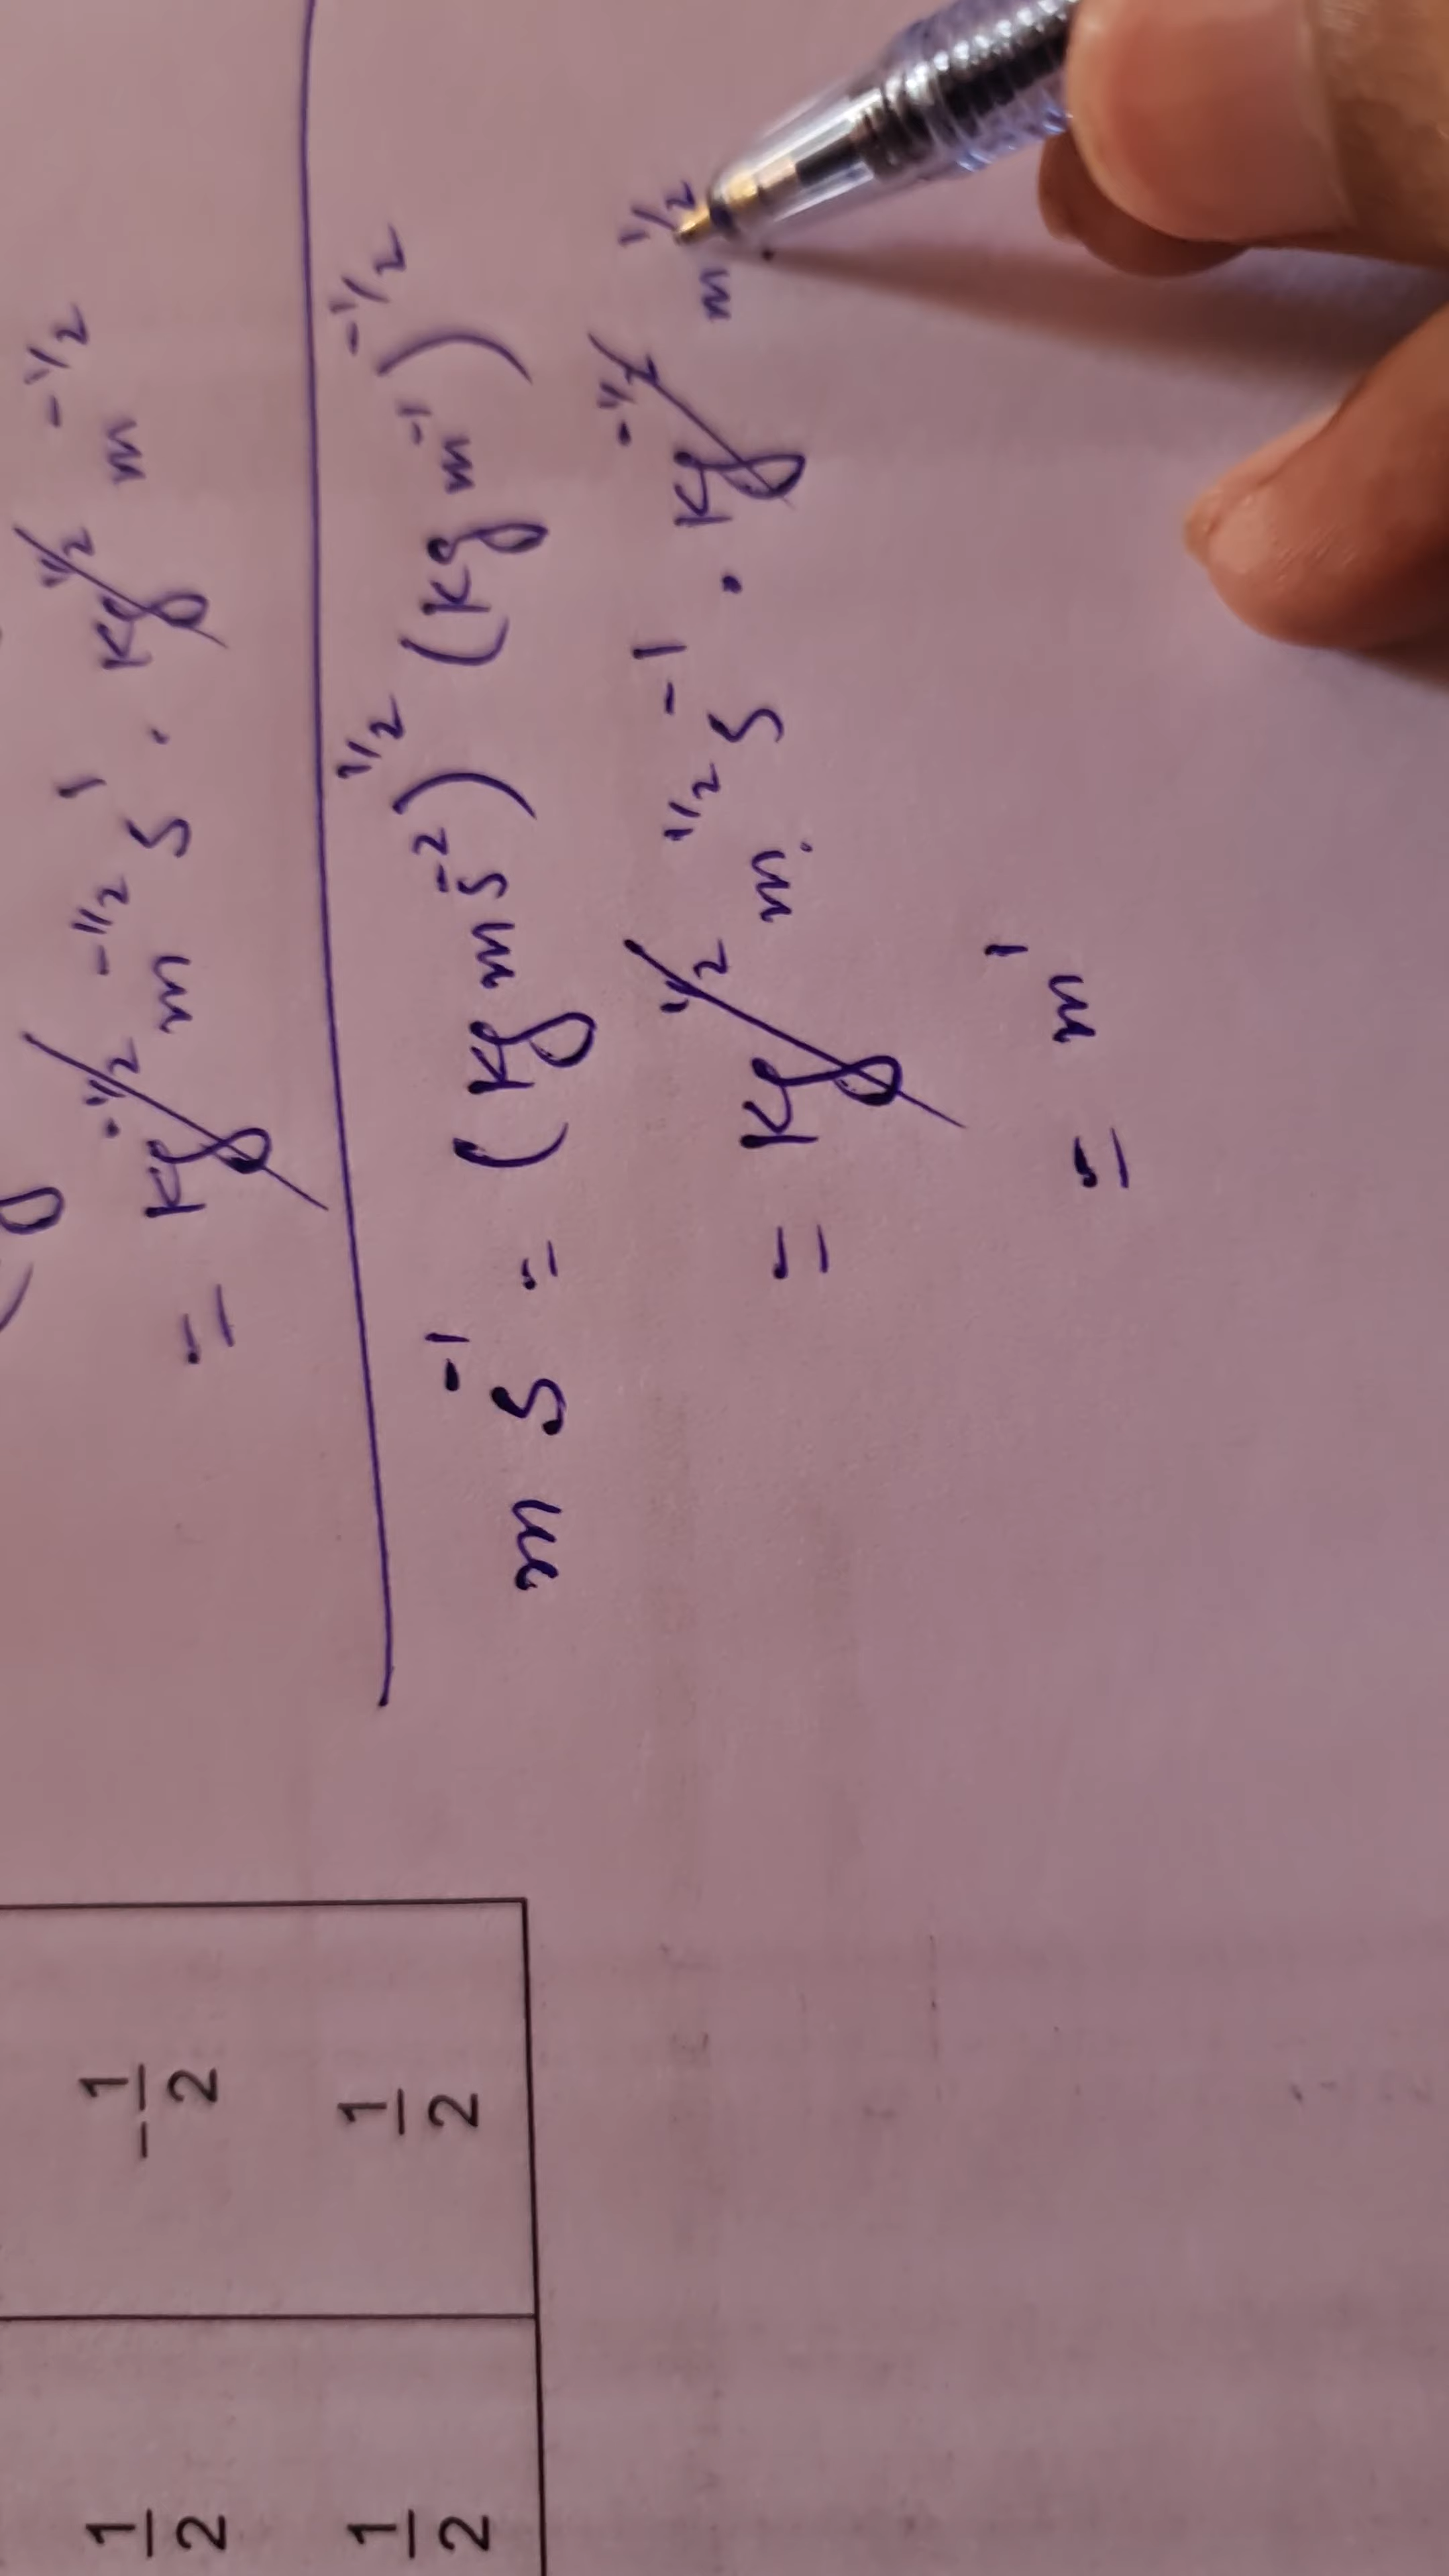 = kg^-1/2 m^-1/2 s^1 . kg^1/2 m^-1/2
m s^-1 = (kg m s^-2)^1/2 (kg m^-1)^-1/2
= kg^1/2 m^1/2 s^-1 . kg^-1/2 m^1/2
= m^1
1/2 -1/2
1/2 1/2